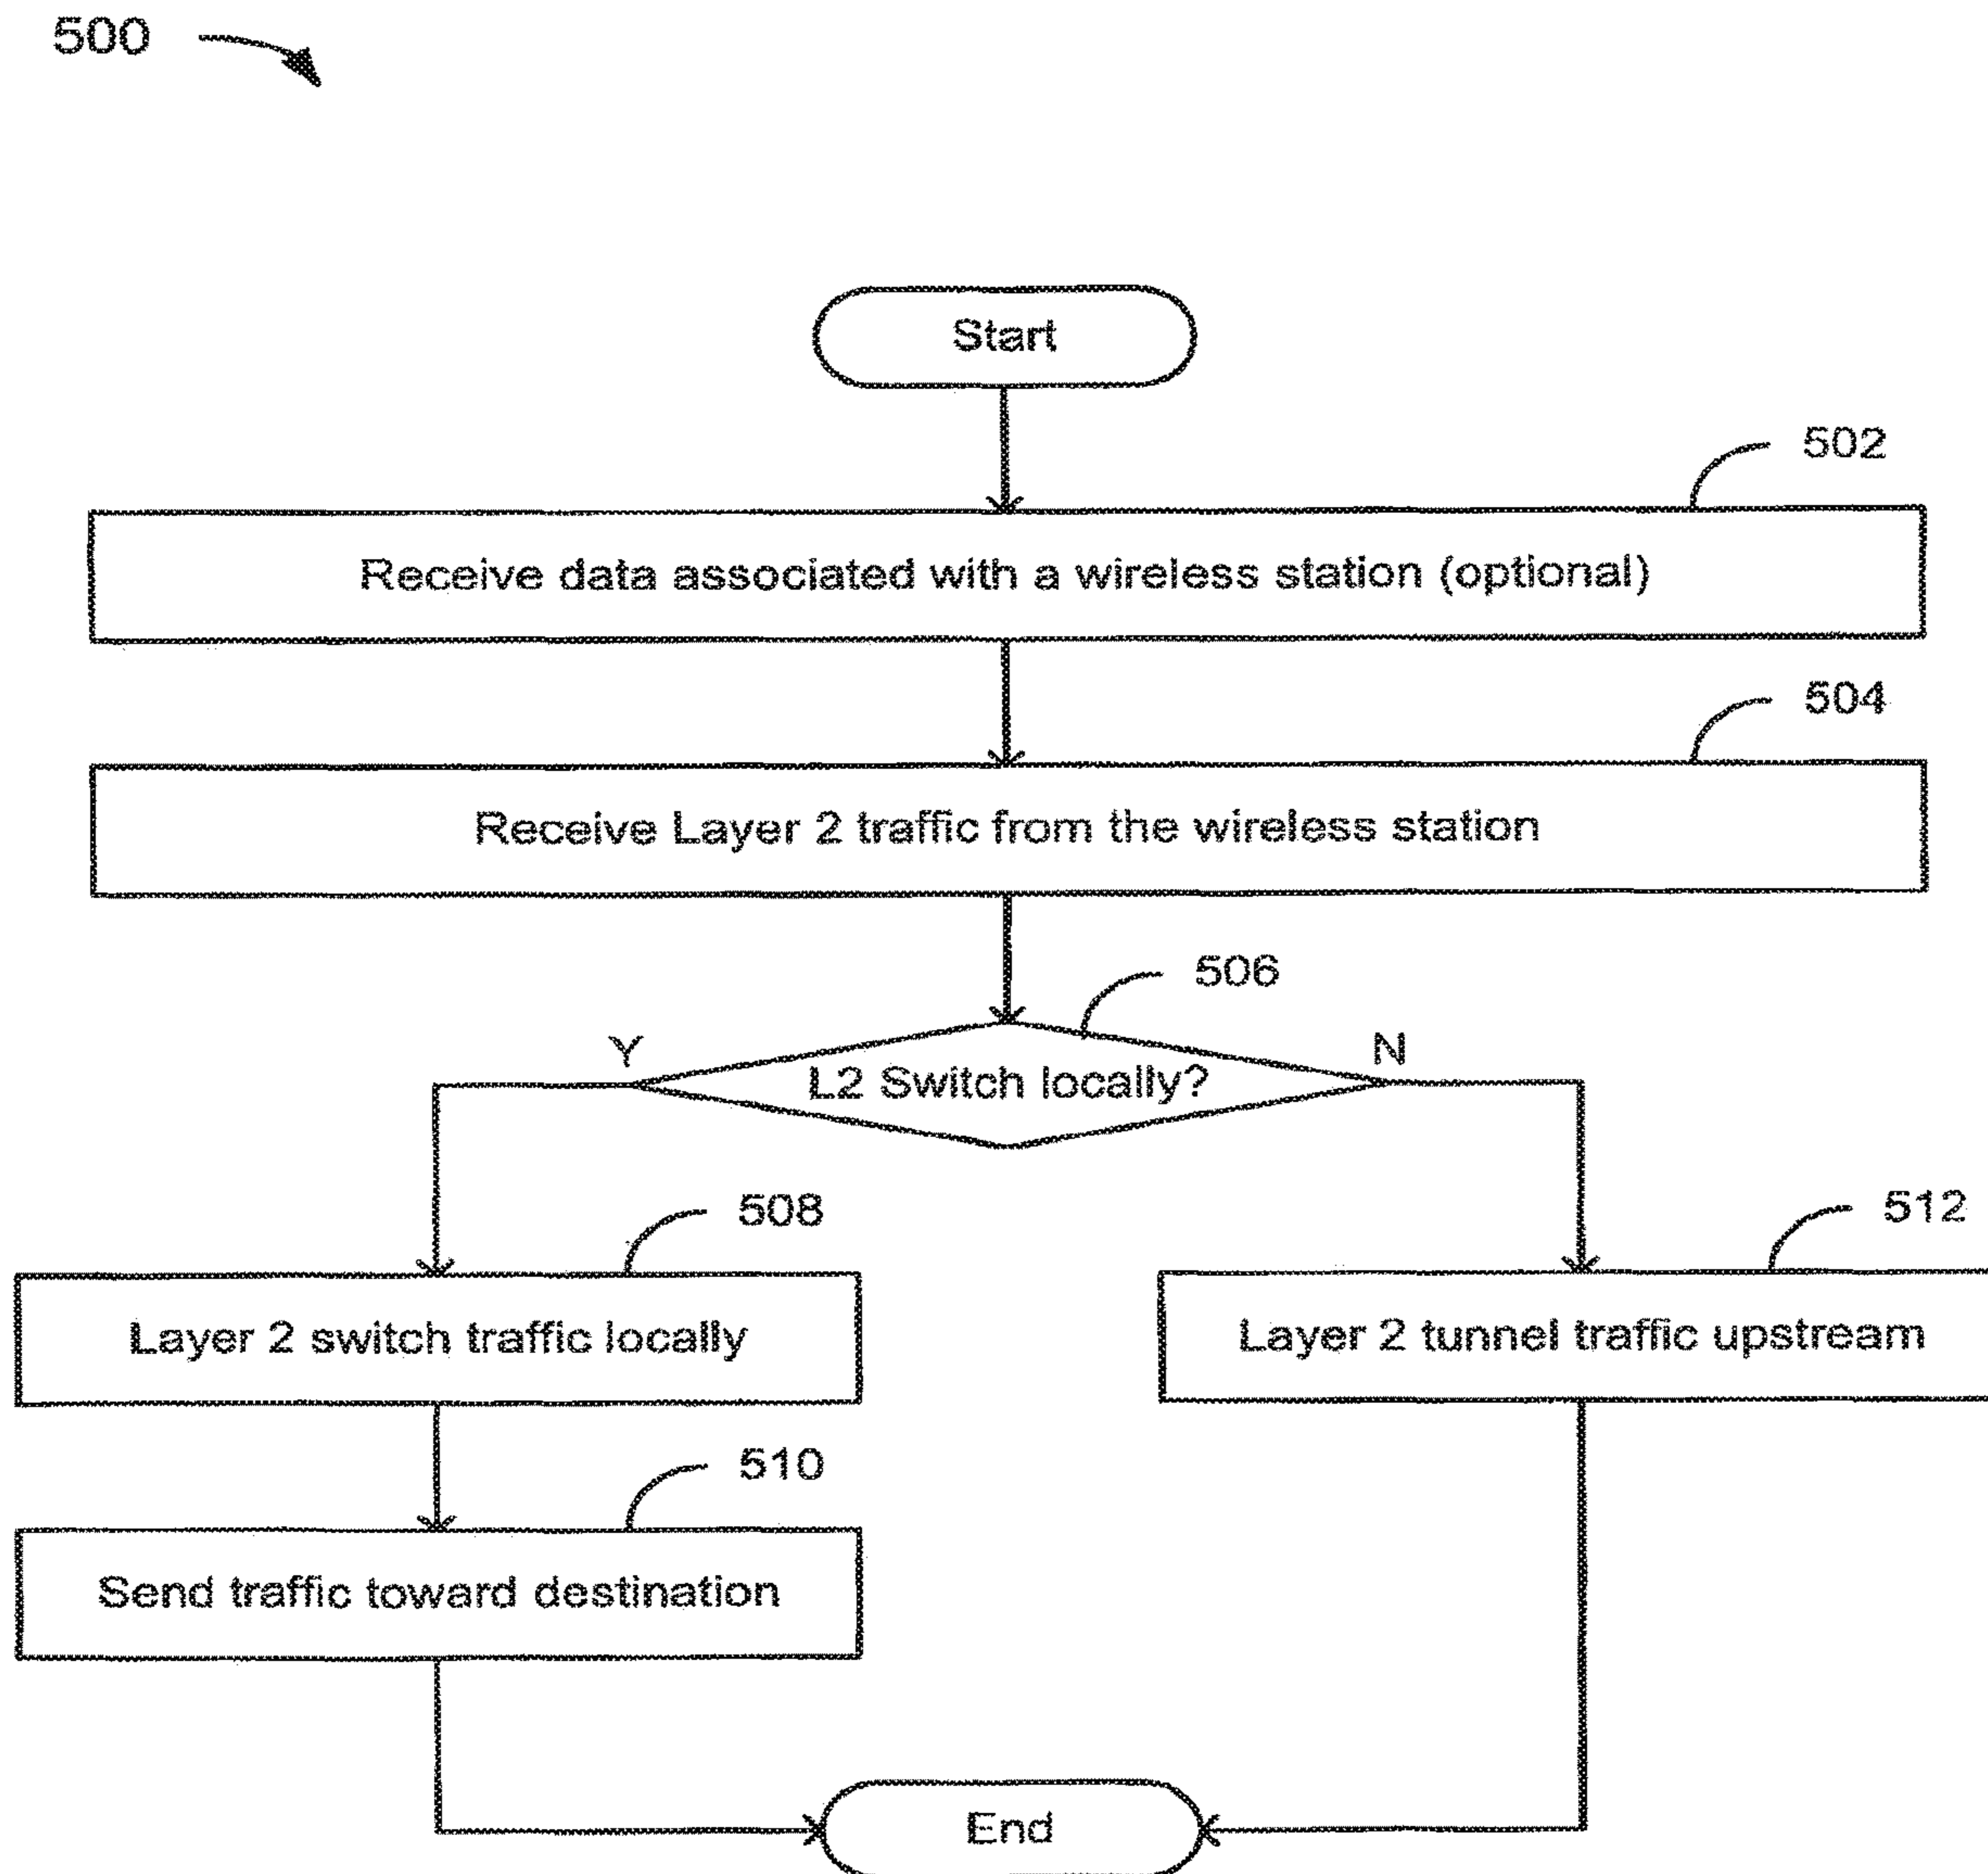 500
Start
502
Receive data associated with a wireless station (optional)
504
Receive Layer 2 traffic from the wireless station
506
Y
N
L2 Switch locally?
508
512
Layer 2 switch traffic locally
Layer 2 tunnel traffic upstream
510
Send traffic toward destination
End